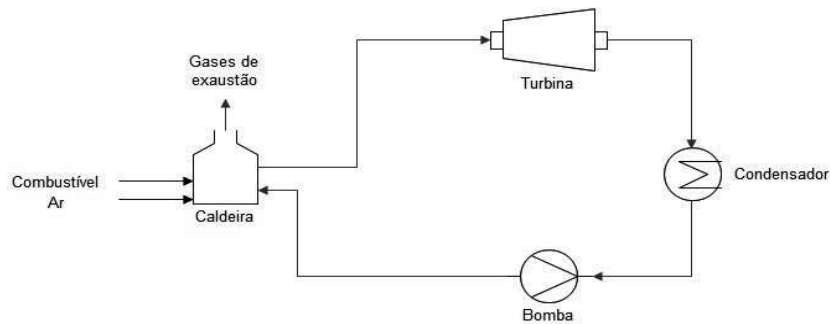 Gases de
exaustão
Turbina
Combustível
Ar
Caldeira
Condensador
Bomba